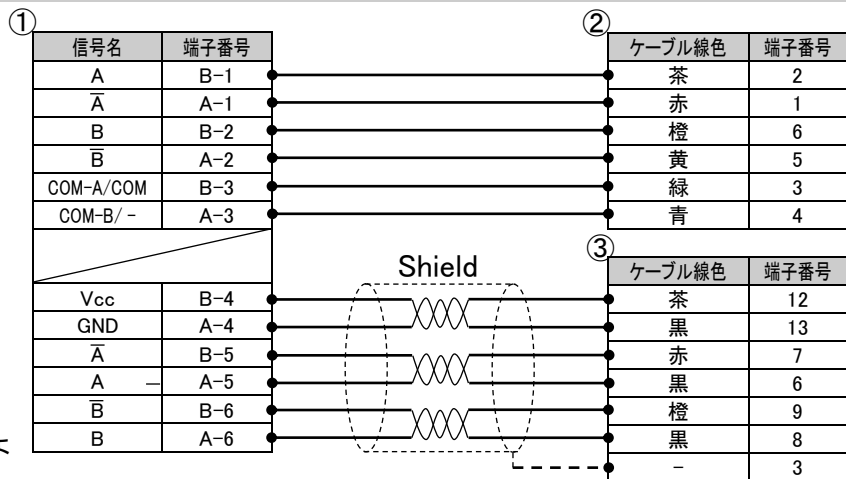 ①
信号名 端子番号
A B-1
A̅ A-1
B B-2
B̅ A-2
COM-A/COM B-3
COM-B/- A-3
Vcc B-4
GND A-4
A̅ B-5
A — A-5
B̅ B-6
B A-6
Shield
②
ケーブル線色 端子番号
茶 2
赤 1
橙 6
黄 5
緑 3
青 4
③
ケーブル線色 端子番号
茶 12
黒 13
赤 7
黒 6
橙 9
黒 8
- 3